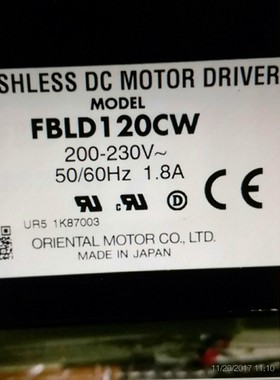 SHLESS DC MOTOR DRIVER
MODEL
FBLD120CW
200-230V~
50/60Hz 1.8A
UR5 1K87003
ORIENTAL MOTOR CO., LTD.
MADE IN JAPAN
11/20/2017 11:10